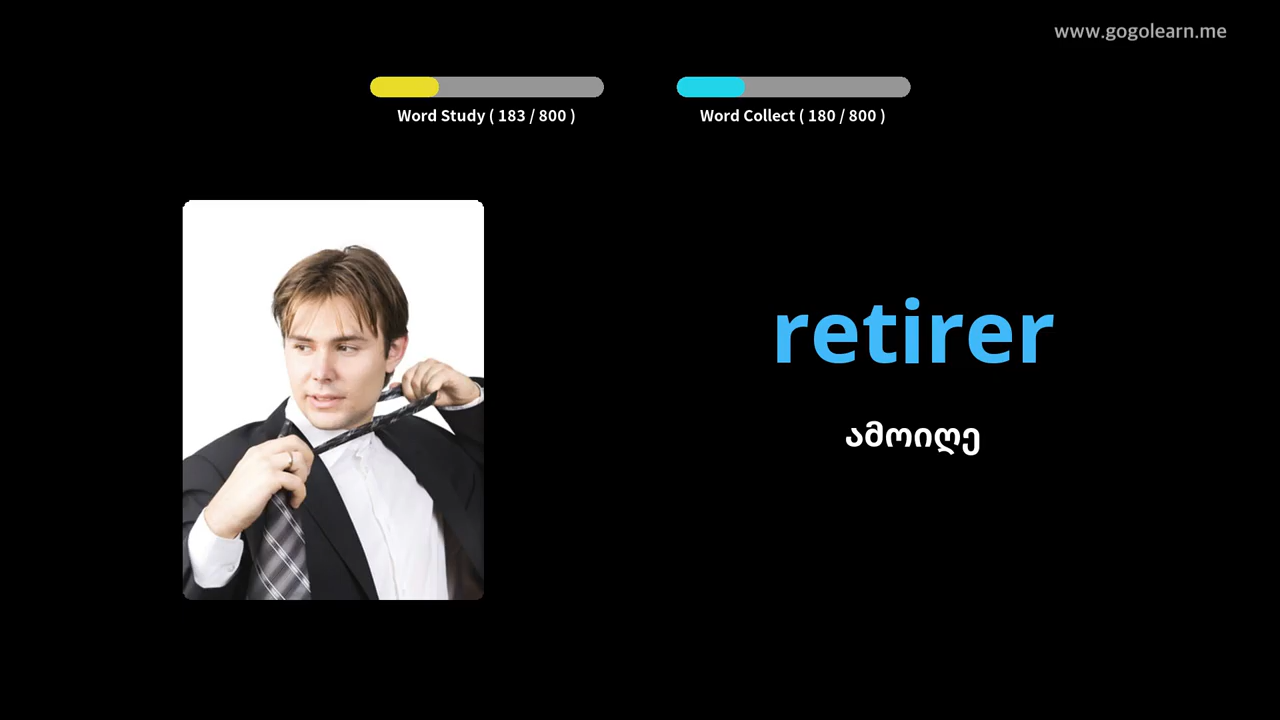 www.gogolearn.me
Word Study ( 183 / 800 )
Word Collect ( 180 / 800 )
retirer
ამოიღე